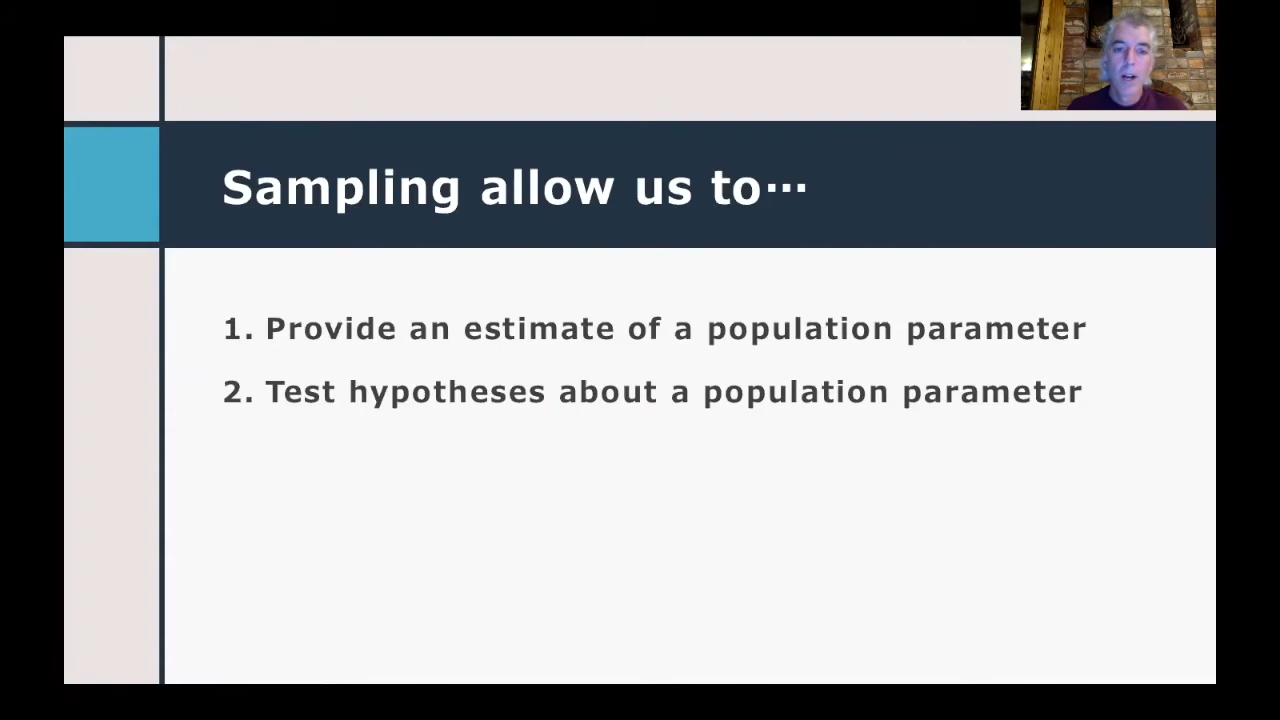 Sampling allow us to…
1. Provide an estimate of a population parameter
2. Test hypotheses about a population parameter